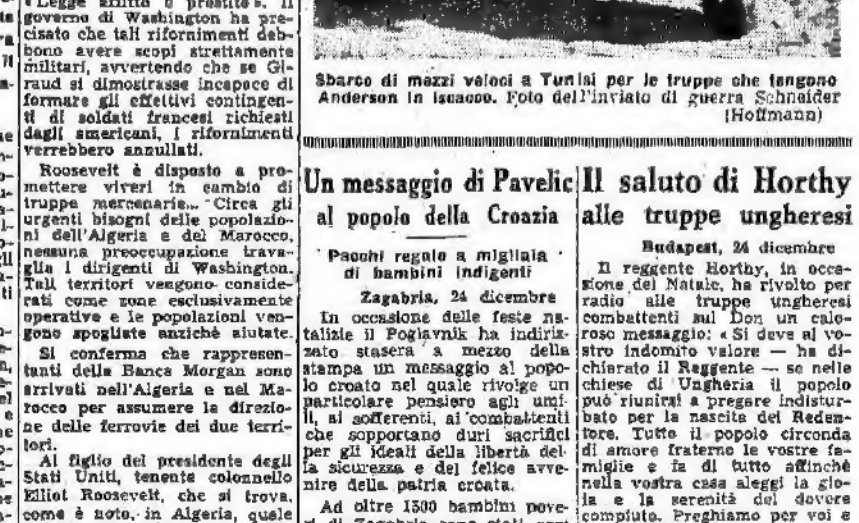 « Legge affitto e prestito ». Il
governo di Washington ha pre-
cisato che tali rifornimenti deb-
bono avere scopi strettamente
militari, avvertendo che se Gi-
raud si dimostrasse incapace di
formare gli effettivi contingen-
ti di soldati francesi richiesti
dagli americani, i rifornimenti
verrebbero annullati.
Roosevelt è disposto a pro-
mettere viveri in cambio di
truppe mercenarie... Circa gli
urgenti bisogni delle popolazio-
ni dell'Algeria e del Marocco,
nessuna preoccupazione trava-
glia i dirigenti di Washington.
Tali territori vengono conside-
rati come zone esclusivamente
operative e le popolazioni ven-
gono spogliate anzichè aiutate.
Si conferma che rappresen-
tanti della Banca Morgan sono
arrivati nell'Algeria e nel Ma-
rocco per assumere la direzio-
ne delle ferrovie dei due terri-
tori.
Al figlio del presidente degli
Stati Uniti, tenente colonnello
Elliot Roosevelt, che si trova,
come è noto, in Algeria, quale
Sbarco di mezzi veloci a Tunisi per le truppe che tengono
Anderson in iscacco. Foto dell'inviato di guerra Schneider
(Hoffmann)
Un messaggio di Pavelic
al popolo della Croazia
Pacchi regalo a migliaia
di bambini indigenti
Zagabria, 24 dicembre
In occasione delle feste na-
talizie il Poglavnik ha indiriz-
zato stasera a mezzo della
stampa un messaggio al popo-
lo croato nel quale rivolge un
particolare pensiero agli umi-
li, ai sofferenti, ai combattenti
che sopportano duri sacrifici
per gli ideali della libertà del-
la sicurezza e del felice avve-
nire della patria croata.
Ad oltre 1500 bambini pove-
ri di Zagabria sono stati
Il saluto di Horthy
alle truppe ungheresi
Budapest, 24 dicembre
Il reggente Horthy, in occa-
sione del Natale, ha rivolto per
radio alle truppe ungheresi
combattenti sul Don un calo-
roso messaggio: « Si deve al vo-
stro indomito valore — ha di-
chiarato il Reggente — se nelle
chiese di Ungheria il popolo
può riunirsi a pregare indistur-
bato per la nascita del Reden-
tore. Tutto il popolo circonda
di amore fraterno le vostre fa-
miglie e fa di tutto affinchè
nella vostra casa aleggi la gio-
ia e la serenità del dovere
compiuto. Preghiamo per voi e